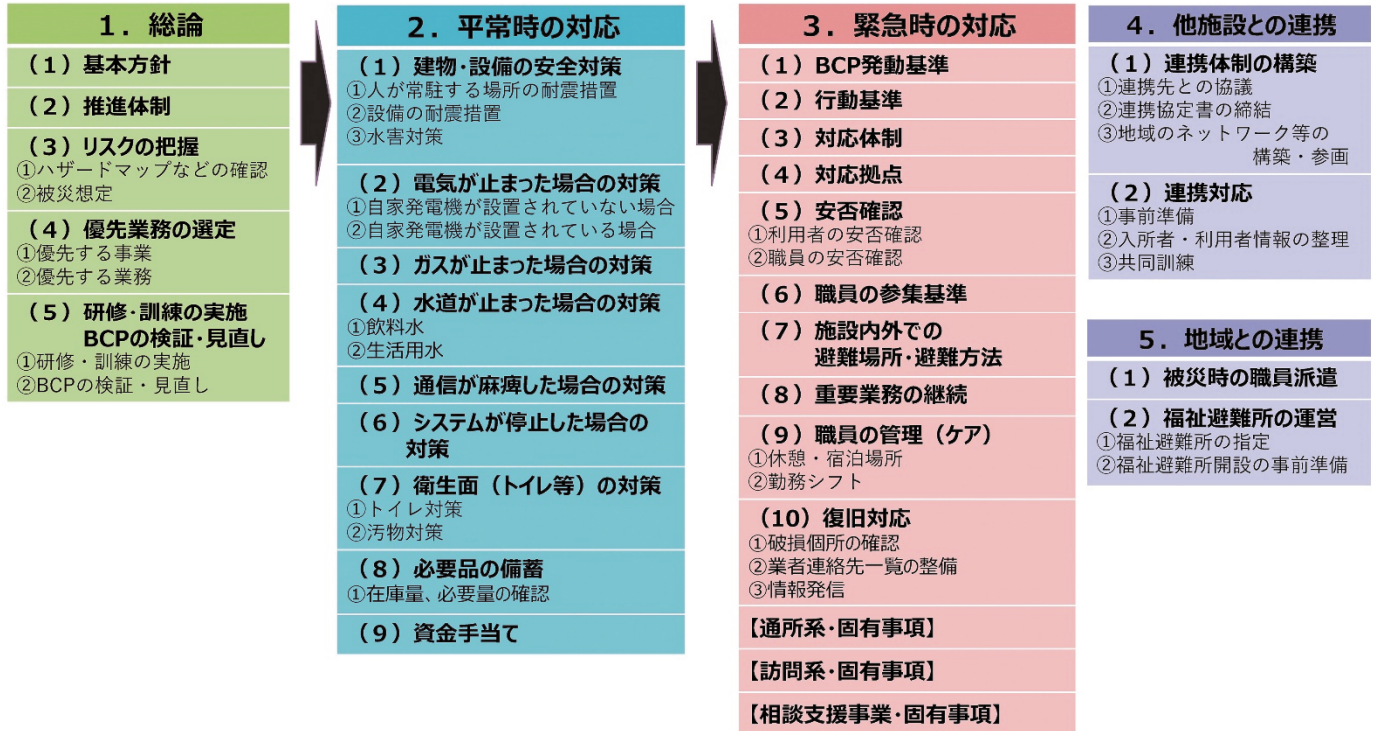 1．総論
（1）基本方針
（2）推進体制
（3）リスクの把握
①ハザードマップなどの確認
②被災想定
（4）優先業務の選定
①優先する事業
②優先する業務
（5）研修・訓練の実施
BCPの検証・見直し
①研修・訓練の実施
②BCPの検証・見直し
2．平常時の対応
（1）建物・設備の安全対策
①人が常駐する場所の耐震措置
②設備の耐震措置
③水害対策
（2）電気が止まった場合の対策
①自家発電機が設置されていない場合
②自家発電機が設置されている場合
（3）ガスが止まった場合の対策
（4）水道が止まった場合の対策
①飲料水
②生活用水
（5）通信が麻痺した場合の対策
（6）システムが停止した場合の
対策
（7）衛生面（トイレ等）の対策
①トイレ対策
②汚物対策
（8）必要品の備蓄
①在庫量、必要量の確認
（9）資金手当て
3．緊急時の対応
（1）BCP発動基準
（2）行動基準
（3）対応体制
（4）対応拠点
（5）安否確認
①利用者の安否確認
②職員の安否確認
（6）職員の参集基準
（7）施設内外での
避難場所・避難方法
（8）重要業務の継続
（9）職員の管理（ケア）
①休憩・宿泊場所
②勤務シフト
（10）復旧対応
①破損個所の確認
②業者連絡先一覧の整備
③情報発信
【通所系・固有事項】
【訪問系・固有事項】
【相談支援事業・固有事項】
4．他施設との連携
（1）連携体制の構築
①連携先との協議
②連携協定書の締結
③地域のネットワーク等の
構築・参画
（2）連携対応
①事前準備
②入所者・利用者情報の整理
③共同訓練
5．地域との連携
（1）被災時の職員派遣
（2）福祉避難所の運営
①福祉避難所の指定
②福祉避難所開設の事前準備